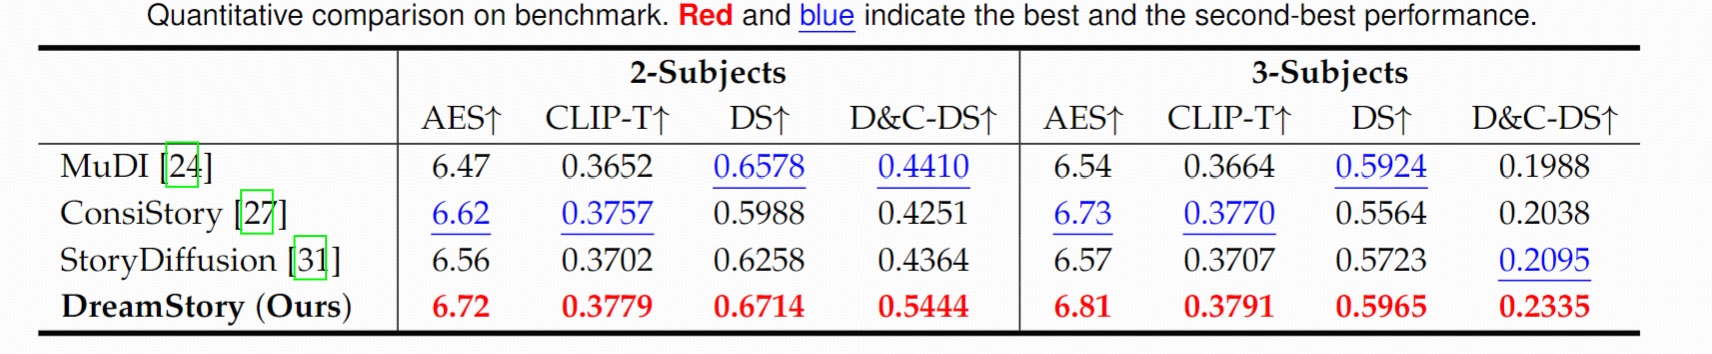 Quantitative comparison on benchmark. Red and blue indicate the best and the second-best performance.
2-Subjects 3-Subjects
AES↑ CLIP-T↑ DS↑ D&C-DS↑ AES↑ CLIP-T↑ DS↑ D&C-DS↑
MuDI [24] 6.47 0.3652 0.6578 0.4410 6.54 0.3664 0.5924 0.1988
ConsiStory [27] 6.62 0.3757 0.5988 0.4251 6.73 0.3770 0.5564 0.2038
StoryDiffusion [31] 6.56 0.3702 0.6258 0.4364 6.57 0.3707 0.5723 0.2095
DreamStory (Ours) 6.72 0.3779 0.6714 0.5444 6.81 0.3791 0.5965 0.2335